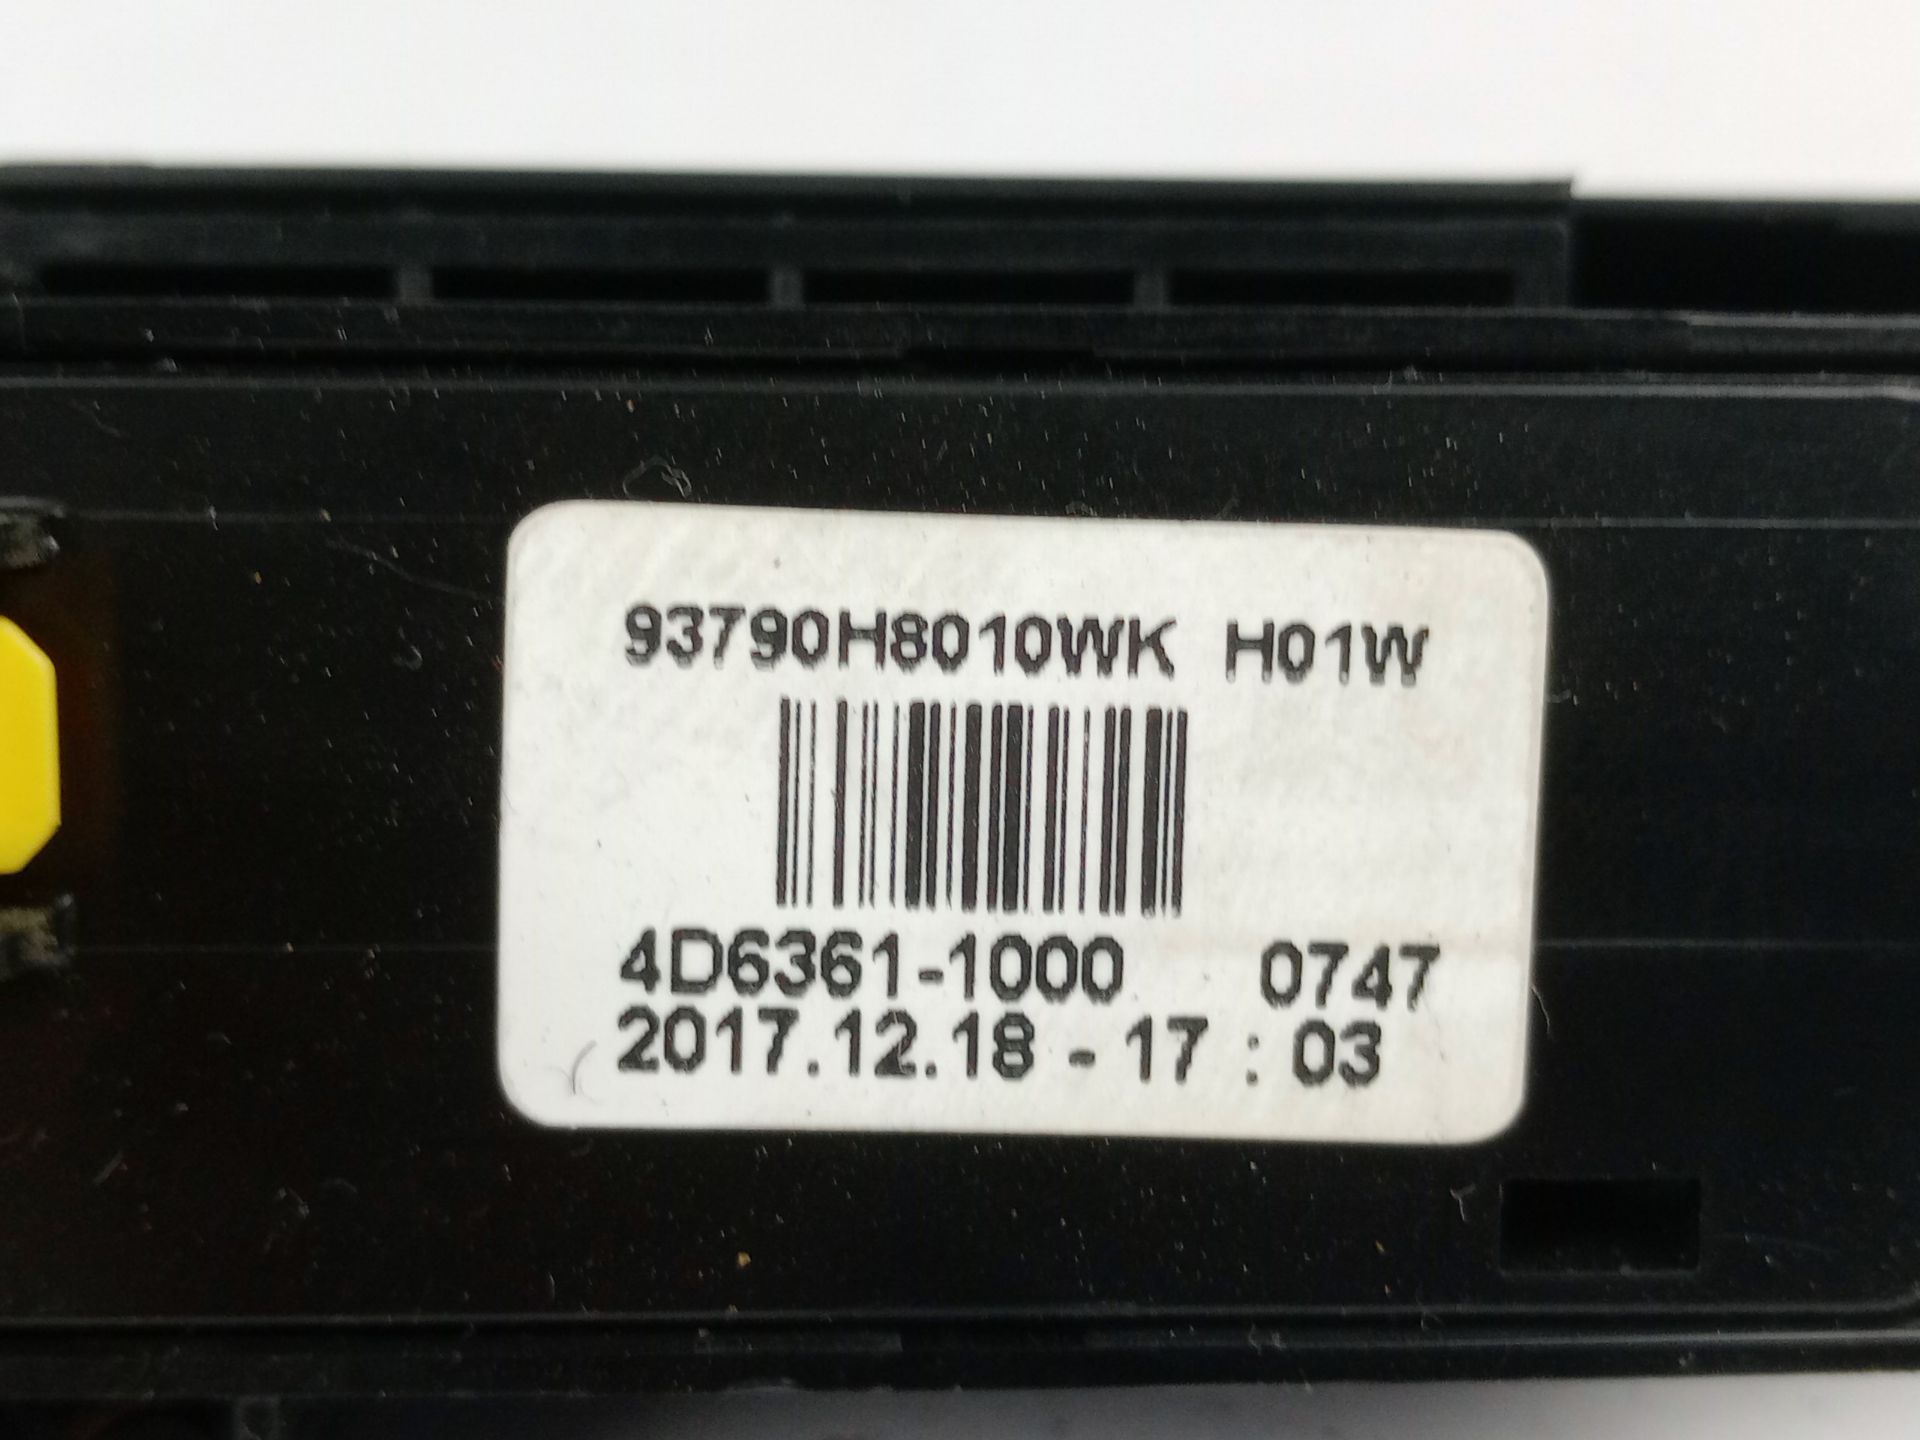 93790H8010WK H01W
4D6361-1000 0747
2017.12.18 - 17 : 03